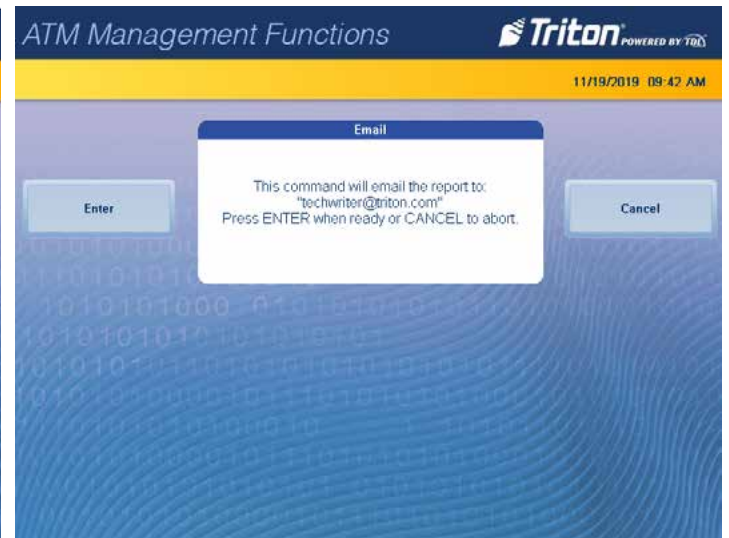 ATM Management Functions
Triton POWERED BY TDL
11/19/2019 09:42 AM
Email
This command will email the report to:
"techwriter@triton.com"
Press ENTER when ready or CANCEL to abort.
Enter
Cancel